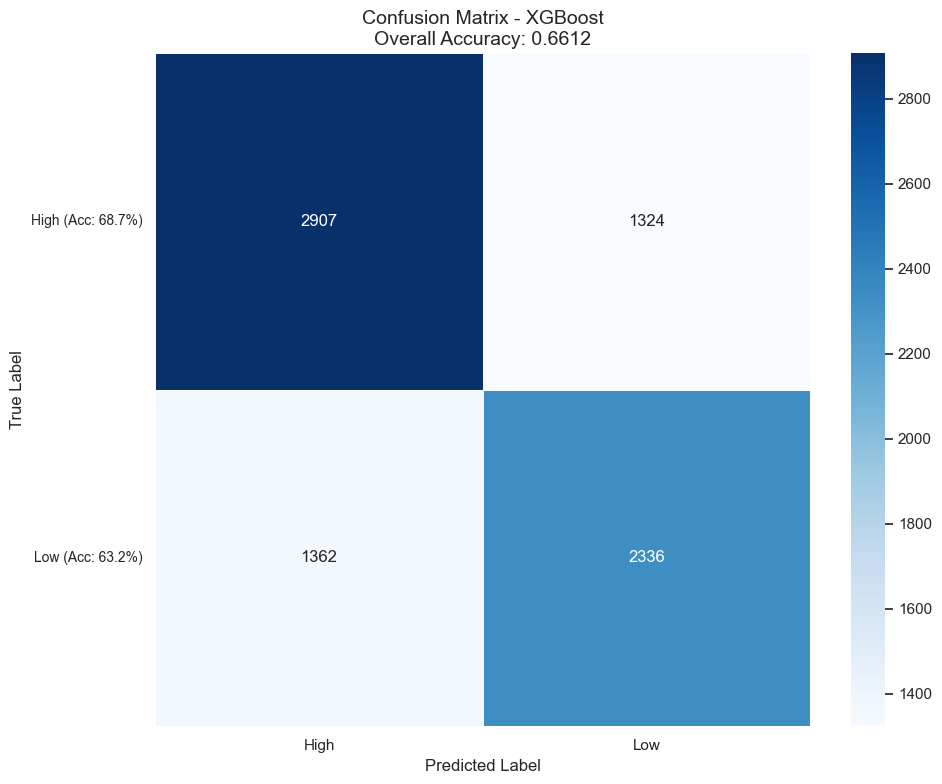 Confusion Matrix - XGBoost
Overall Accuracy: 0.6612
True Label
High (Acc: 68.7%)
2907
1324
Low (Acc: 63.2%)
1362
2336
High
Low
Predicted Label
2800
2600
2400
2200
2000
1800
1600
1400